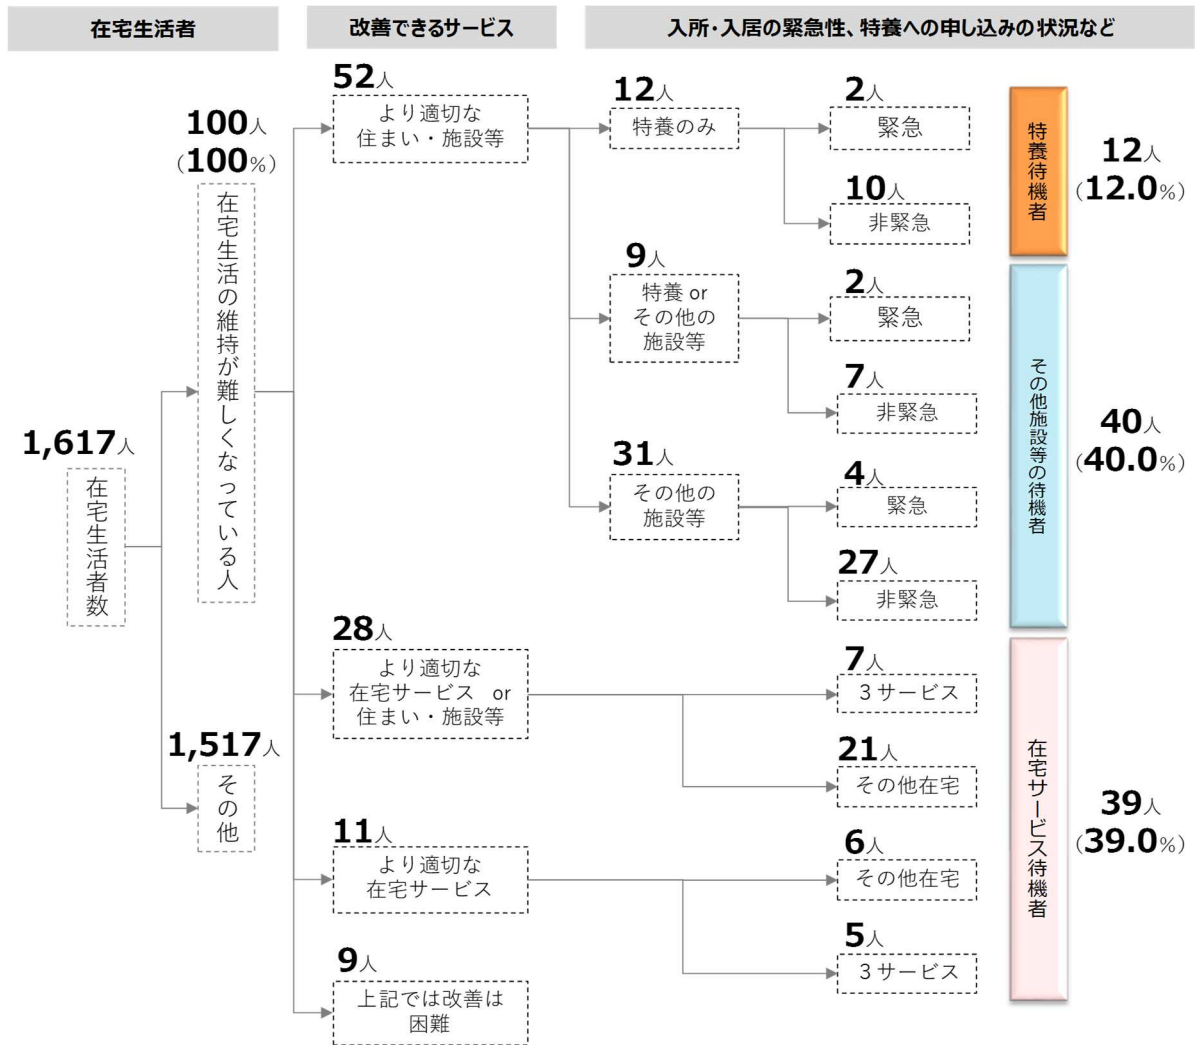 在宅生活者
改善できるサービス
入所・入居の緊急性、特養への申し込みの状況など
1,617人
在宅生活者数
100人
（100％）
在宅生活の維持が難しくなっている人
1,517人
その他
52人
より適切な
住まい・施設等
12人
特養のみ
2人
緊急
10人
非緊急
9人
特養 or
その他の
施設等
2人
緊急
7人
非緊急
31人
その他の
施設等
4人
緊急
27人
非緊急
28人
より適切な
在宅サービス or
住まい・施設等
7人
３サービス
21人
その他在宅
11人
より適切な
在宅サービス
6人
その他在宅
5人
３サービス
9人
上記では改善は
困難
特養待機者
12人
（12.0％）
その他施設等の待機者
40人
（40.0％）
在宅サービス待機者
39人
（39.0％）